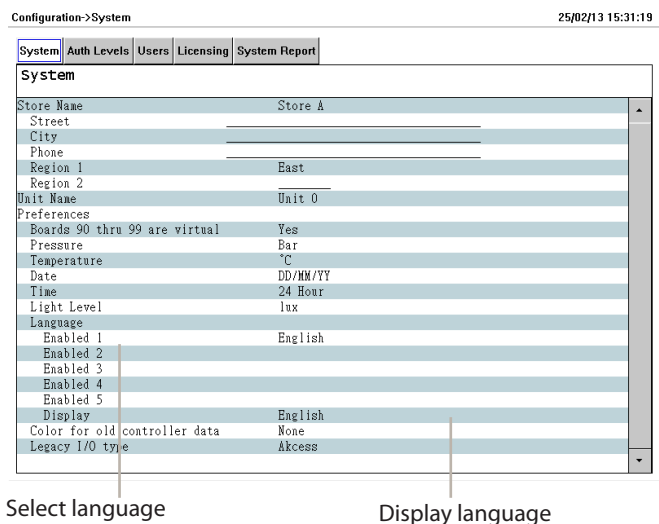 Configuration->System 25/02/13 15:31:19
System Auth Levels Users Licensing System Report
System
Store Name Store A
Street
City
Phone
Region 1 East
Region 2
Unit Name Unit 0
Preferences
Boards 90 thru 99 are virtual Yes
Pressure Bar
Temperature °C
Date DD/MM/YY
Time 24 Hour
Light Level lux
Language
Enabled 1 English
Enabled 2
Enabled 3
Enabled 4
Enabled 5
Display English
Color for old controller data None
Legacy I/O type Akcess
Select language Display language